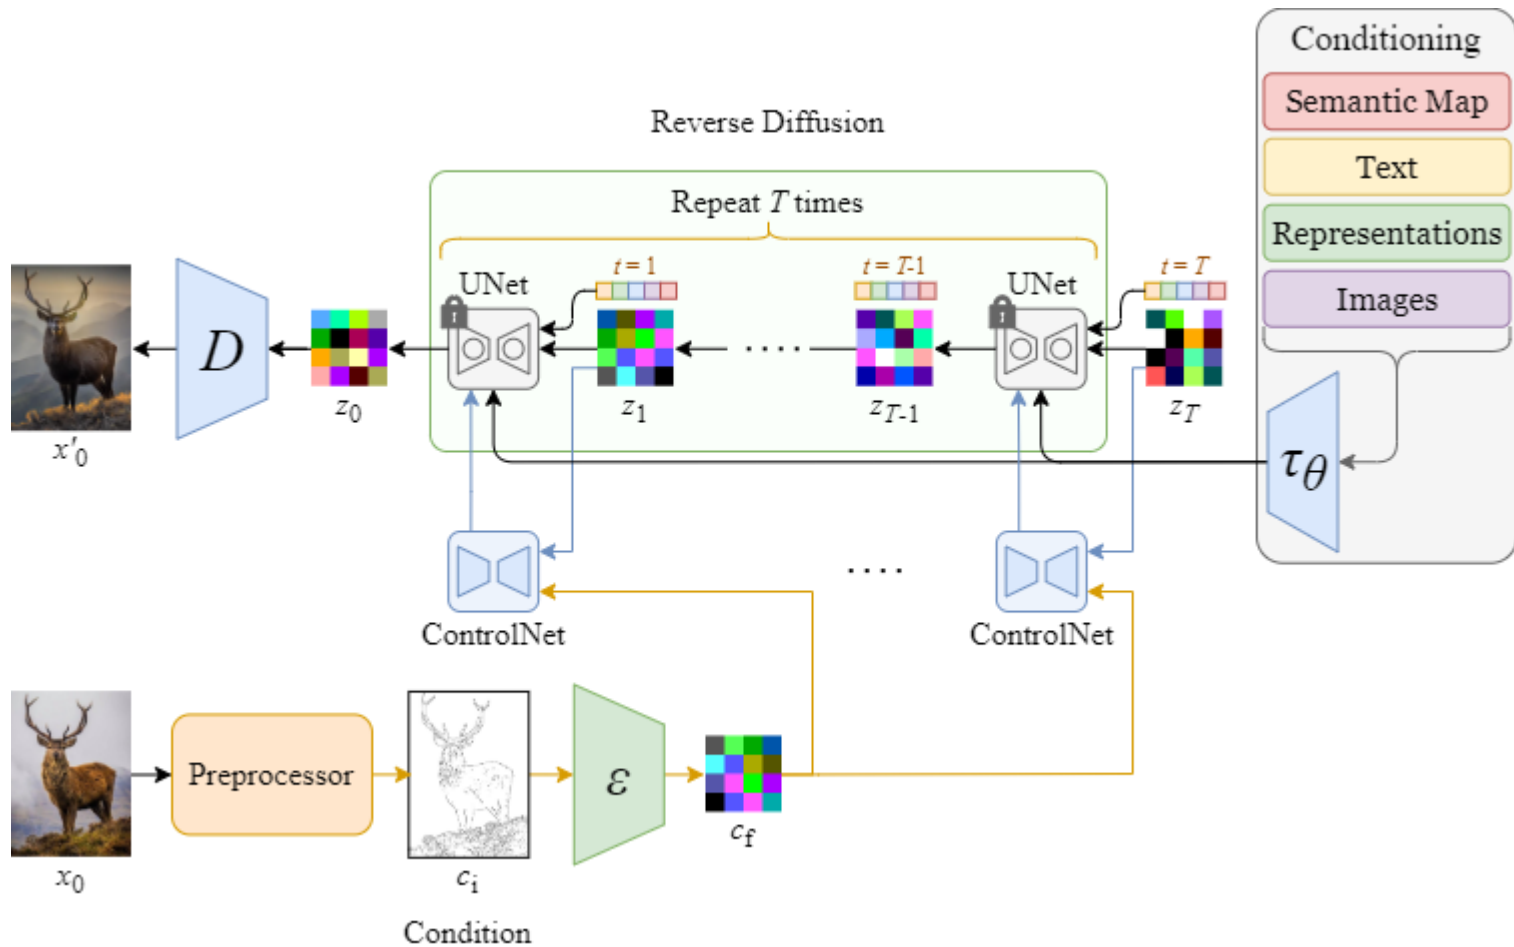 Conditioning
Semantic Map
Text
Representations
Images
τθ
Reverse Diffusion
Repeat T times
UNet
t = 1
t = T-1
UNet
t = T
D
x′0
z0
z1
....
zT-1
zT
ControlNet
....
ControlNet
x0
Preprocessor
ci
Condition
ε
cf